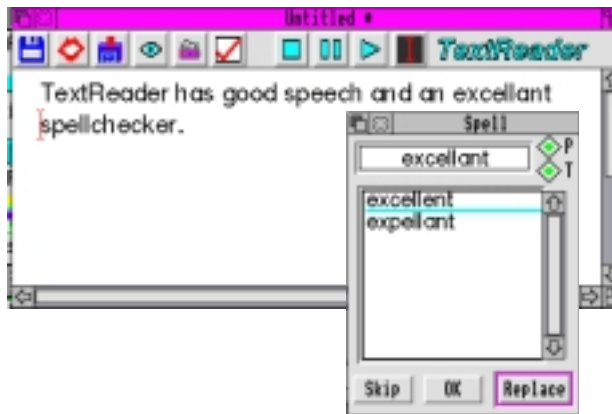 Untitled *
TextReader
TextReader has good speech and an excellant
spellchecker.
Spell
excellant
P
T
excellent
expellant
Skip OK Replace